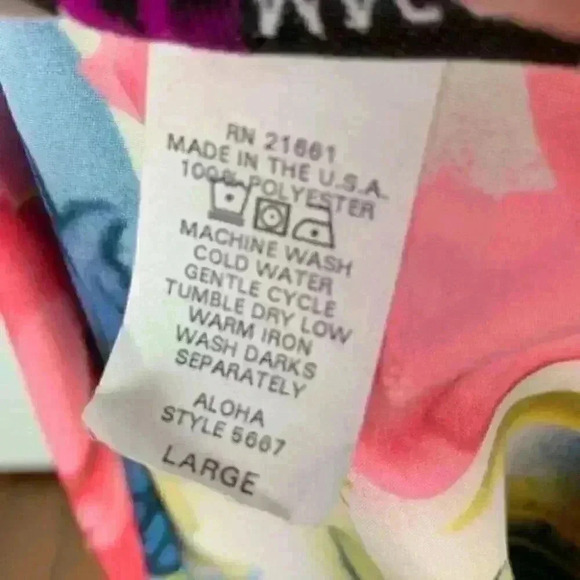 RN 21661
MADE IN THE U.S.A.
100% POLYESTER
MACHINE WASH
COLD WATER
GENTLE CYCLE
TUMBLE DRY LOW
WARM IRON
WASH DARKS
SEPARATELY
ALOHA
STYLE 5667
LARGE